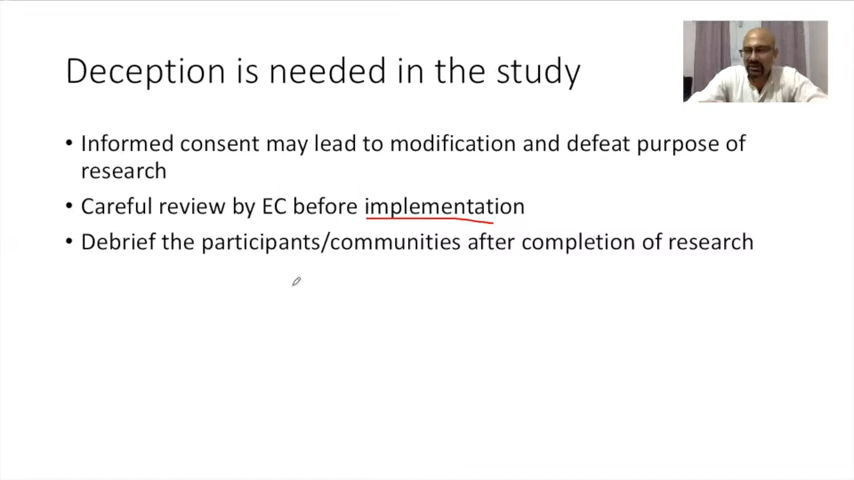 Deception is needed in the study
• Informed consent may lead to modification and defeat purpose of
research
• Careful review by EC before implementation
• Debrief the participants/communities after completion of research